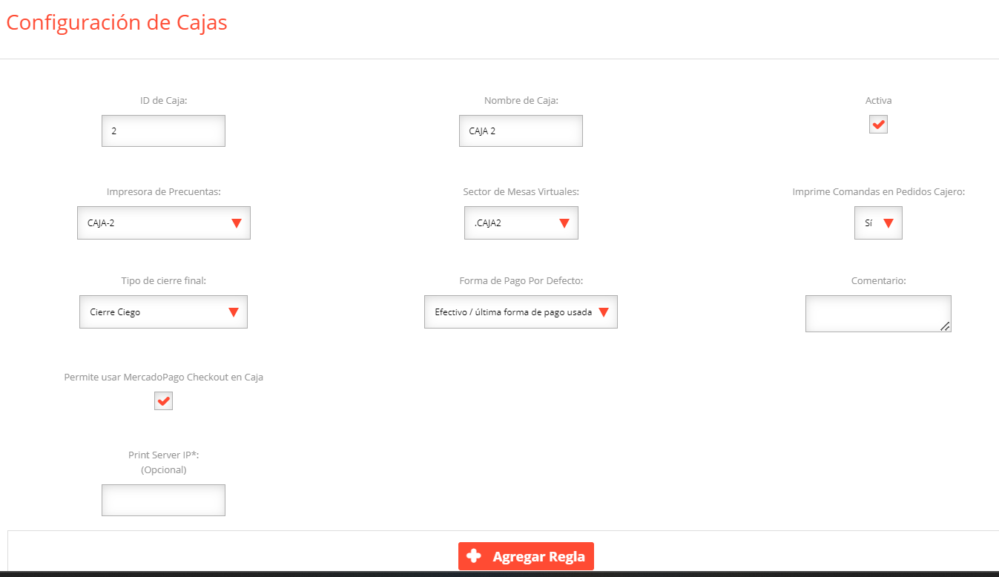 Configuración de Cajas
ID de Caja:
Nombre de Caja:
Activa
2
CAJA 2
Impresora de Precuentas:
Sector de Mesas Virtuales:
Imprime Comandas en Pedidos Cajero:
CAJA-2
.CAJA2
Sí
Tipo de cierre final:
Forma de Pago Por Defecto:
Comentario:
Cierre Ciego
Efectivo / última forma de pago usada
Permite usar MercadoPago Checkout en Caja
Print Server IP*:
(Opcional)
Agregar Regla